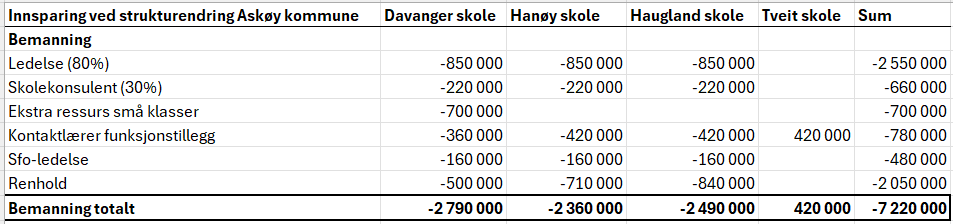 Innsparing ved strukturendring Askøy kommune Davanger skole Hanøy skole Haugland skole Tveit skole Sum
Bemanning
Ledelse (80%) -850 000 -850 000 -850 000 -2 550 000
Skolekonsulent (30%) -220 000 -220 000 -220 000 -660 000
Ekstra ressurs små klasser -700 000 -700 000
Kontaktlærer funksjonstillegg -360 000 -420 000 -420 000 420 000 -780 000
Sfo-ledelse -160 000 -160 000 -160 000 -480 000
Renhold -500 000 -710 000 -840 000 -2 050 000
Bemanning totalt -2 790 000 -2 360 000 -2 490 000 420 000 -7 220 000